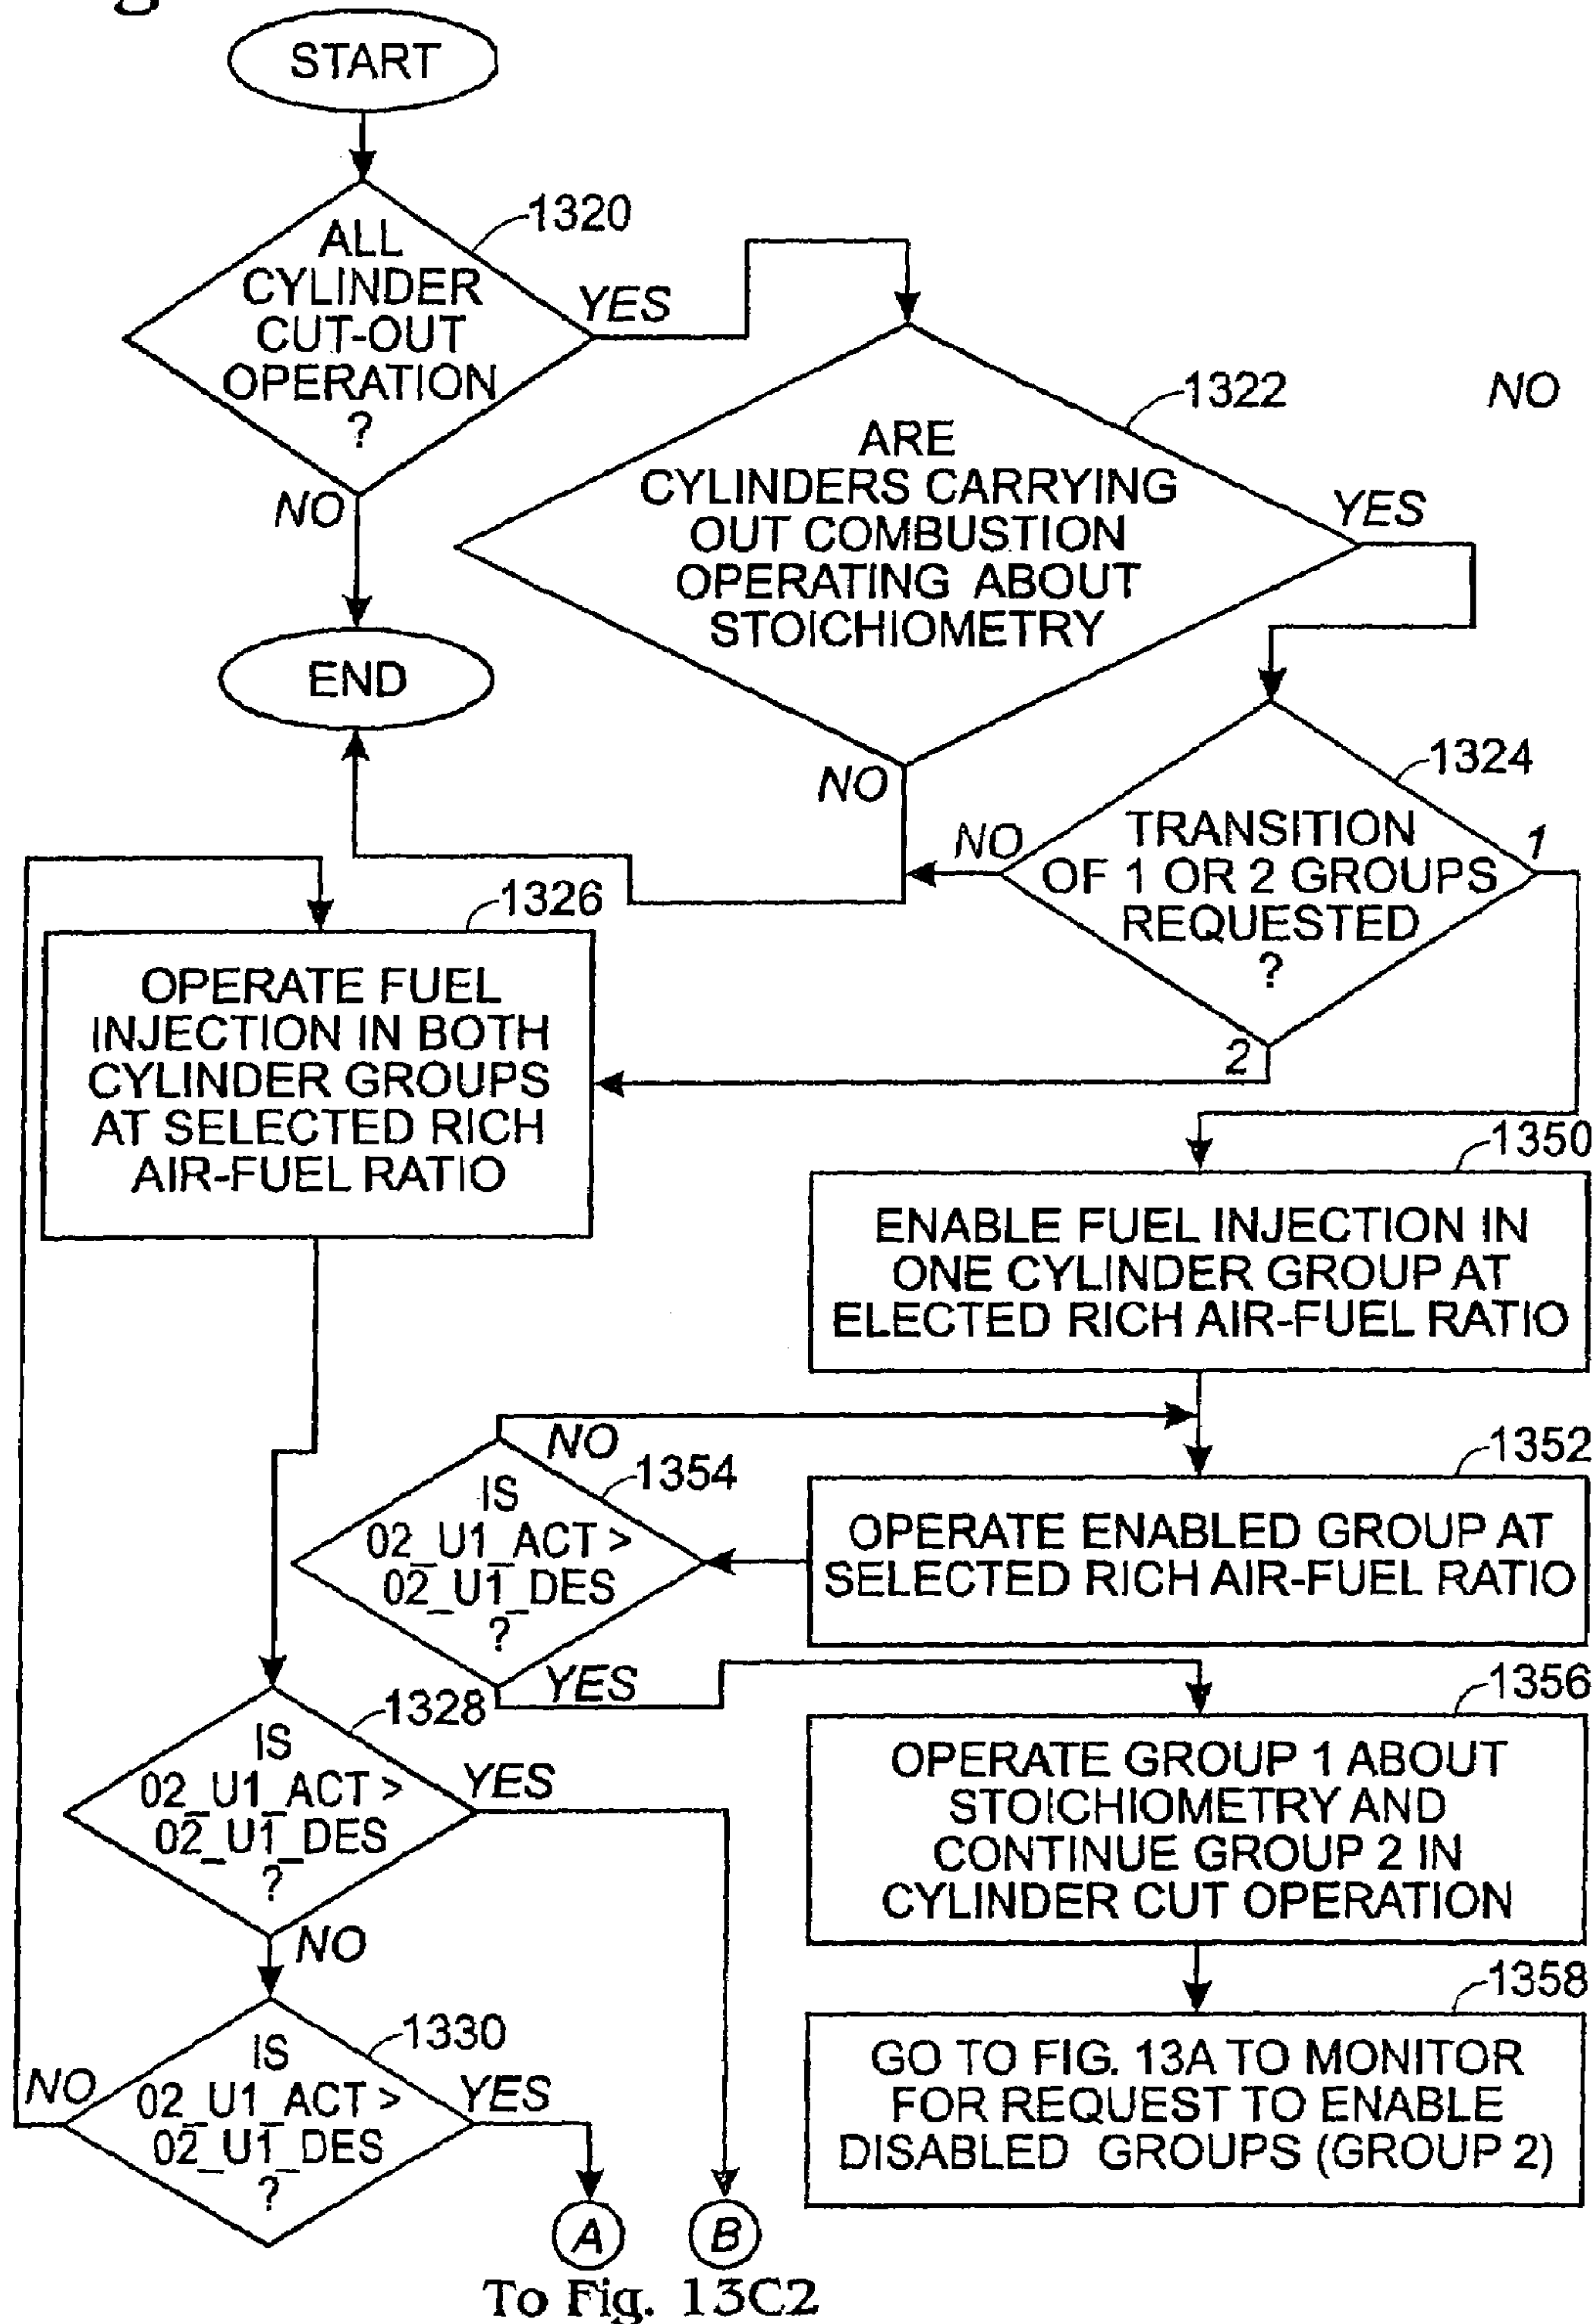 START
ALL
CYLINDER
CUT-OUT
OPERATION
?
1320
YES
NO
ARE
CYLINDERS CARRYING
OUT COMBUSTION
OPERATING ABOUT
STOICHIOMETRY
1322
NO
YES
NO
END
TRANSITION
OF 1 OR 2 GROUPS
REQUESTED
?
1324
NO
1
2
1326
OPERATE FUEL
INJECTION IN BOTH
CYLINDER GROUPS
AT SELECTED RICH
AIR-FUEL RATIO
1350
ENABLE FUEL INJECTION IN
ONE CYLINDER GROUP AT
ELECTED RICH AIR-FUEL RATIO
1352
OPERATE ENABLED GROUP AT
SELECTED RICH AIR-FUEL RATIO
NO
1354
IS
02_U1_ACT >
02_U1_DES
?
YES
1356
OPERATE GROUP 1 ABOUT
STOICHIOMETRY AND
CONTINUE GROUP 2 IN
CYLINDER CUT OPERATION
1328
IS
02_U1_ACT >
02_U1_DES
?
YES
NO
1358
GO TO FIG. 13A TO MONITOR
FOR REQUEST TO ENABLE
DISABLED GROUPS (GROUP 2)
1330
IS
02_U1_ACT >
02_U1_DES
?
NO
YES
A
B
To Fig. 13C2